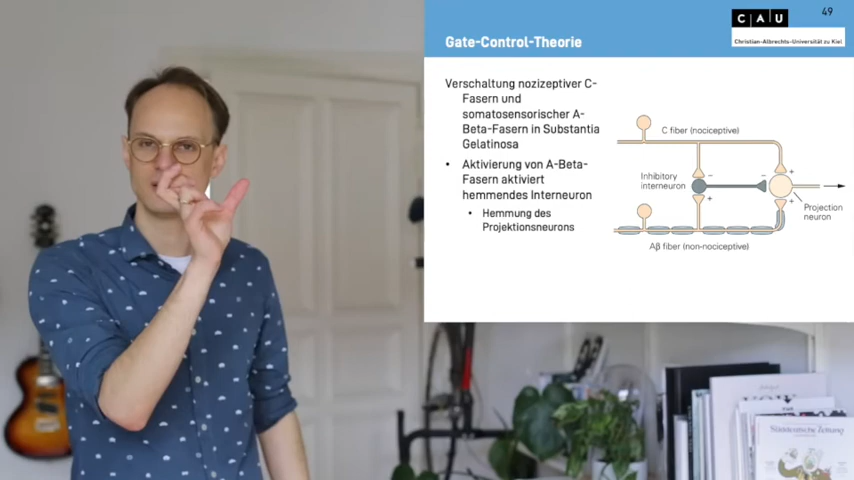 49
C A U
Christian-Albrechts-Universität zu Kiel
Gate-Control-Theorie
Verschaltung nozizeptiver C-
Fasern und
somatosensorischer A-
Beta-Fasern in Substantia
Gelatinosa
• Aktivierung von A-Beta-
Fasern aktiviert
hemmendes Interneuron
• Hemmung des
Projektionsneurons
C fiber (nociceptive)
+
Inhibitory
interneuron
–
–
+
+
Projection
neuron
Aβ fiber (non-nociceptive)
Süddeutsche Zeitung